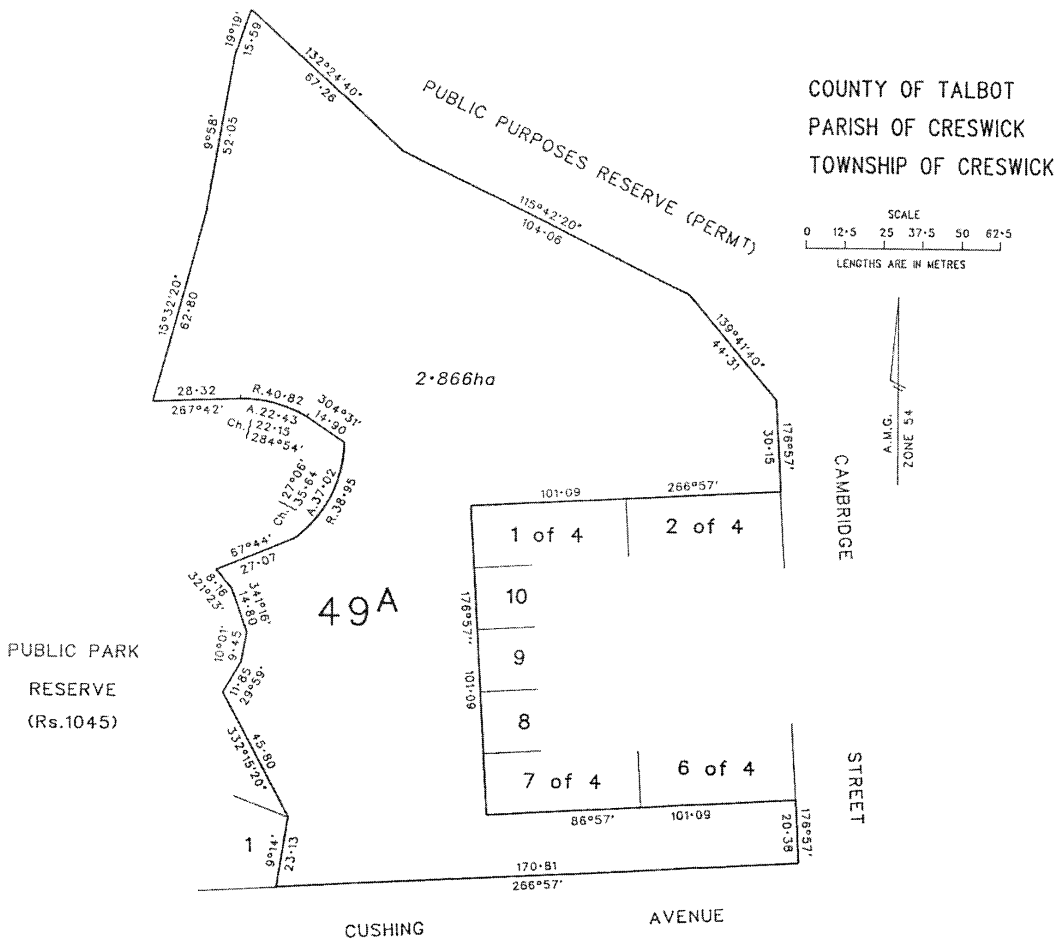 COUNTY OF TALBOT
PARISH OF CRESWICK
TOWNSHIP OF CRESWICK
SCALE
0 12·5 25 37·5 50 62·5
LENGTHS ARE IN METRES
A.M.G.
ZONE 54
PUBLIC PURPOSES RESERVE (PERMT)
19°19'
15·59
132°24'40"
67·26
9°58'
52·05
115°42'20"
104·06
15°32'20"
62·80
139°41'40"
44·31
2·866ha
28·32
267°42'
R.40·82
A.22·43
Ch. { 22·15
284°54'
304°31'
14·90
176°57'
30·15
CAMBRIDGE
STREET
Ch. { 27°06'
35·64
A.37·02
R.38·95
101·09
266°57'
1 of 4
2 of 4
67°44'
27·07
8·16
321°23'
341°16'
14·80
49A
10
176°57'
101·09
9
8
10°01'
9·45
PUBLIC PARK
RESERVE
(Rs.1045)
11·85
29°59'
45·80
332°15'20"
7 of 4
6 of 4
86°57'
101·09
176°57'
20·38
1
9°14'
23·13
170·81
266°57'
CUSHING AVENUE